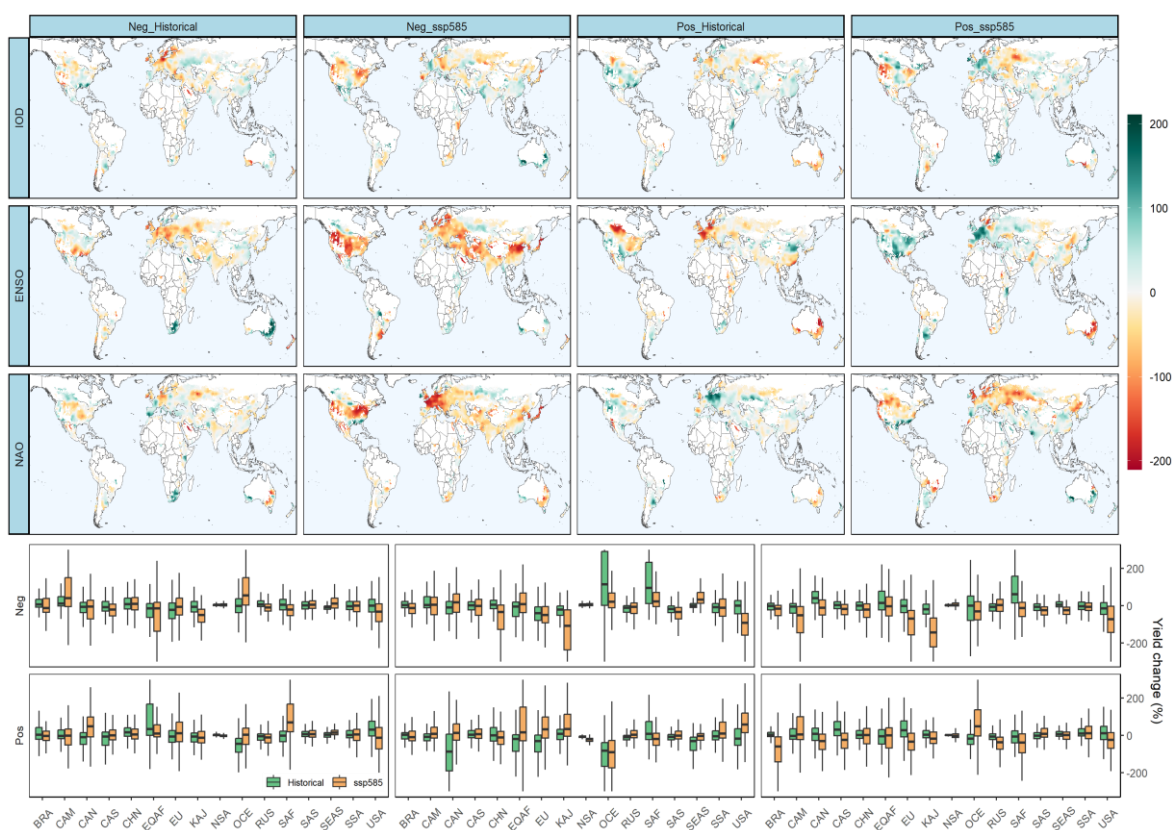 Neg_Historical Neg_ssp585 Pos_Historical Pos_ssp585
IOD
ENSO
NAO
200
100
0
-100
-200
Neg
200
0
-200
Pos
200
0
-200
Yield change (%)
Historical ssp585
BRA CAM CAN CAS CHN EQAF EU KAJ NSA OCE RUS SAF SAS SEAS SSA USA
BRA CAM CAN CAS CHN EQAF EU KAJ NSA OCE RUS SAF SAS SEAS SSA USA
BRA CAM CAN CAS CHN EQAF EU KAJ NSA OCE RUS SAF SAS SEAS SSA USA